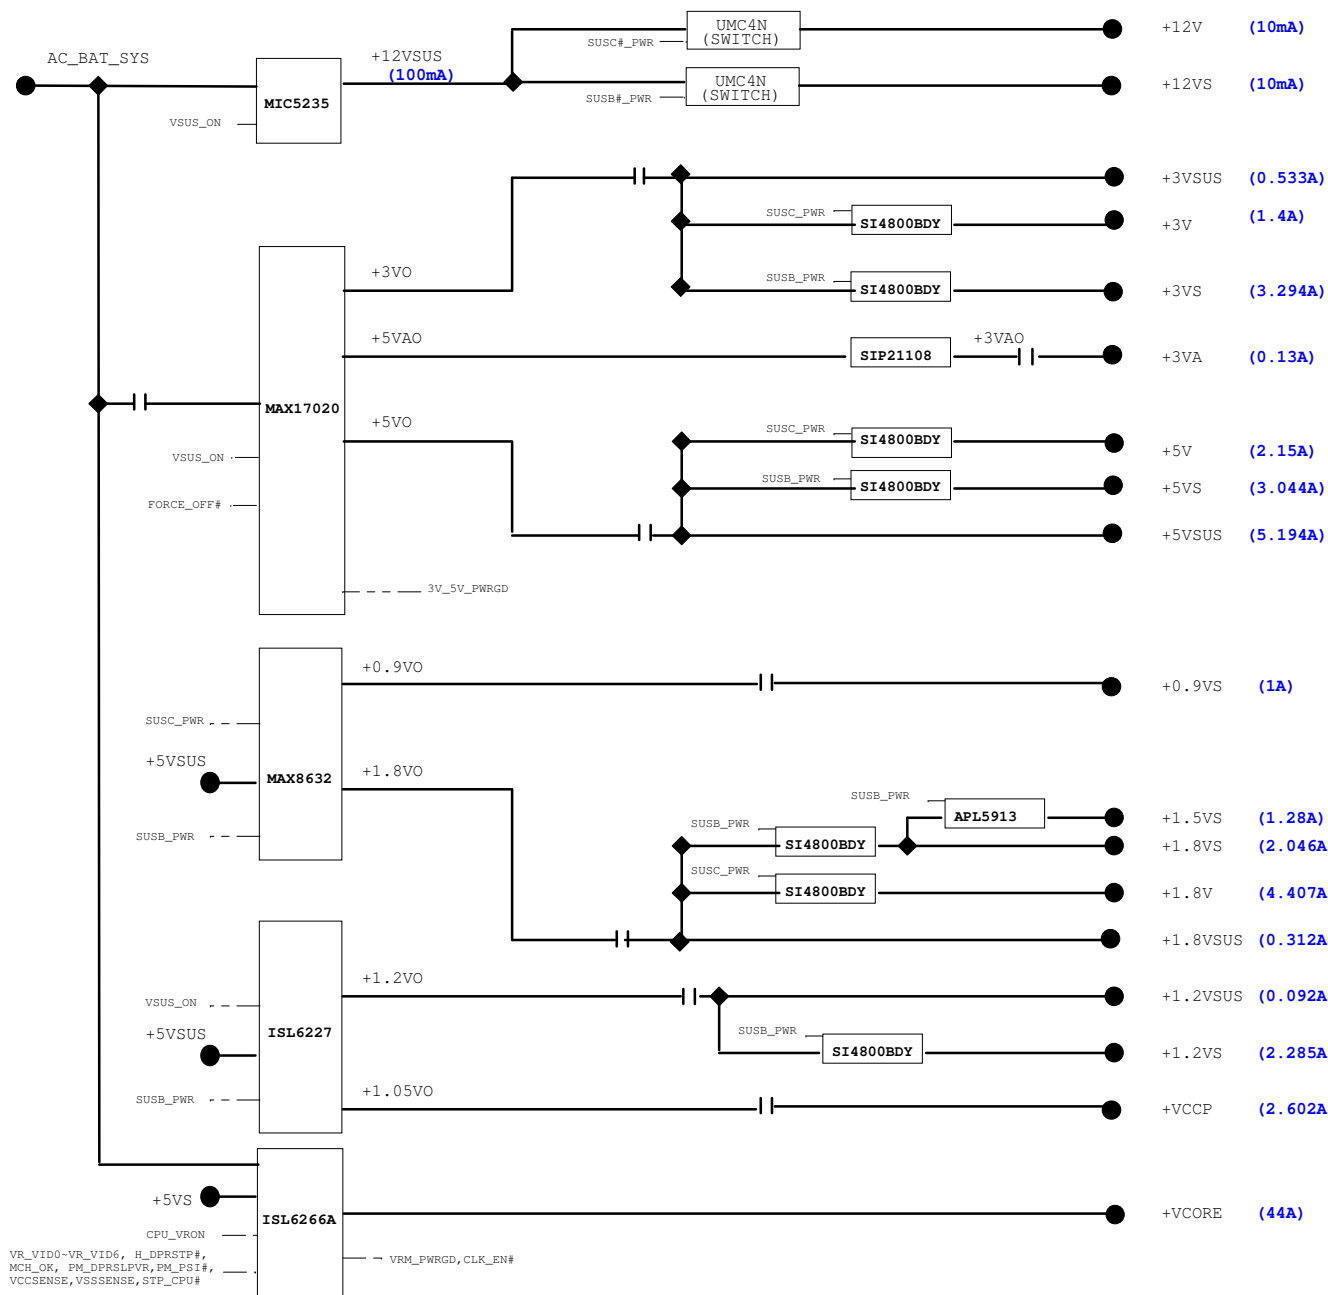 UMC4N
(SWITCH)
SUSC#_PWR
+12V (10mA)
AC_BAT_SYS
+12VSUS
(100mA)
UMC4N
(SWITCH)
SUSB#_PWR
+12VS (10mA)
MIC5235
VSUS_ON
+3VSUS (0.533A)
SUSC_PWR
SI4800BDY
+3V (1.4A)
+3VO
SUSB_PWR
SI4800BDY
+3VS (3.294A)
+5VAO
SIP21108
+3VAO
+3VA (0.13A)
MAX17020
+5VO
SUSC_PWR
SI4800BDY
+5V (2.15A)
VSUS_ON
SUSB_PWR
SI4800BDY
+5VS (3.044A)
FORCE_OFF#
+5VSUS (5.194A)
3V_5V_PWRGD
+0.9VO
+0.9VS (1A)
SUSC_PWR
+5VSUS
MAX8632
+1.8VO
SUSB_PWR
SUSB_PWR
APL5913
+1.5VS (1.28A)
SUSB_PWR
SI4800BDY
+1.8VS (2.046A
SUSC_PWR
SI4800BDY
+1.8V (4.407A
+1.8VSUS (0.312A
+1.2VO
VSUS_ON
+1.2VSUS (0.092A
+5VSUS
ISL6227
SUSB_PWR
SI4800BDY
+1.2VS (2.285A
SUSB_PWR
+1.05VO
+VCCP (2.602A
+5VS
ISL6266A
+VCORE (44A)
CPU_VRON
VR_VID0~VR_VID6, H_DPRSTP#,
MCH_OK, PM_DPRSLPVR,PM_PSI#,
VCCSENSE,VSSSENSE,STP_CPU#
VRM_PWRGD,CLK_EN#